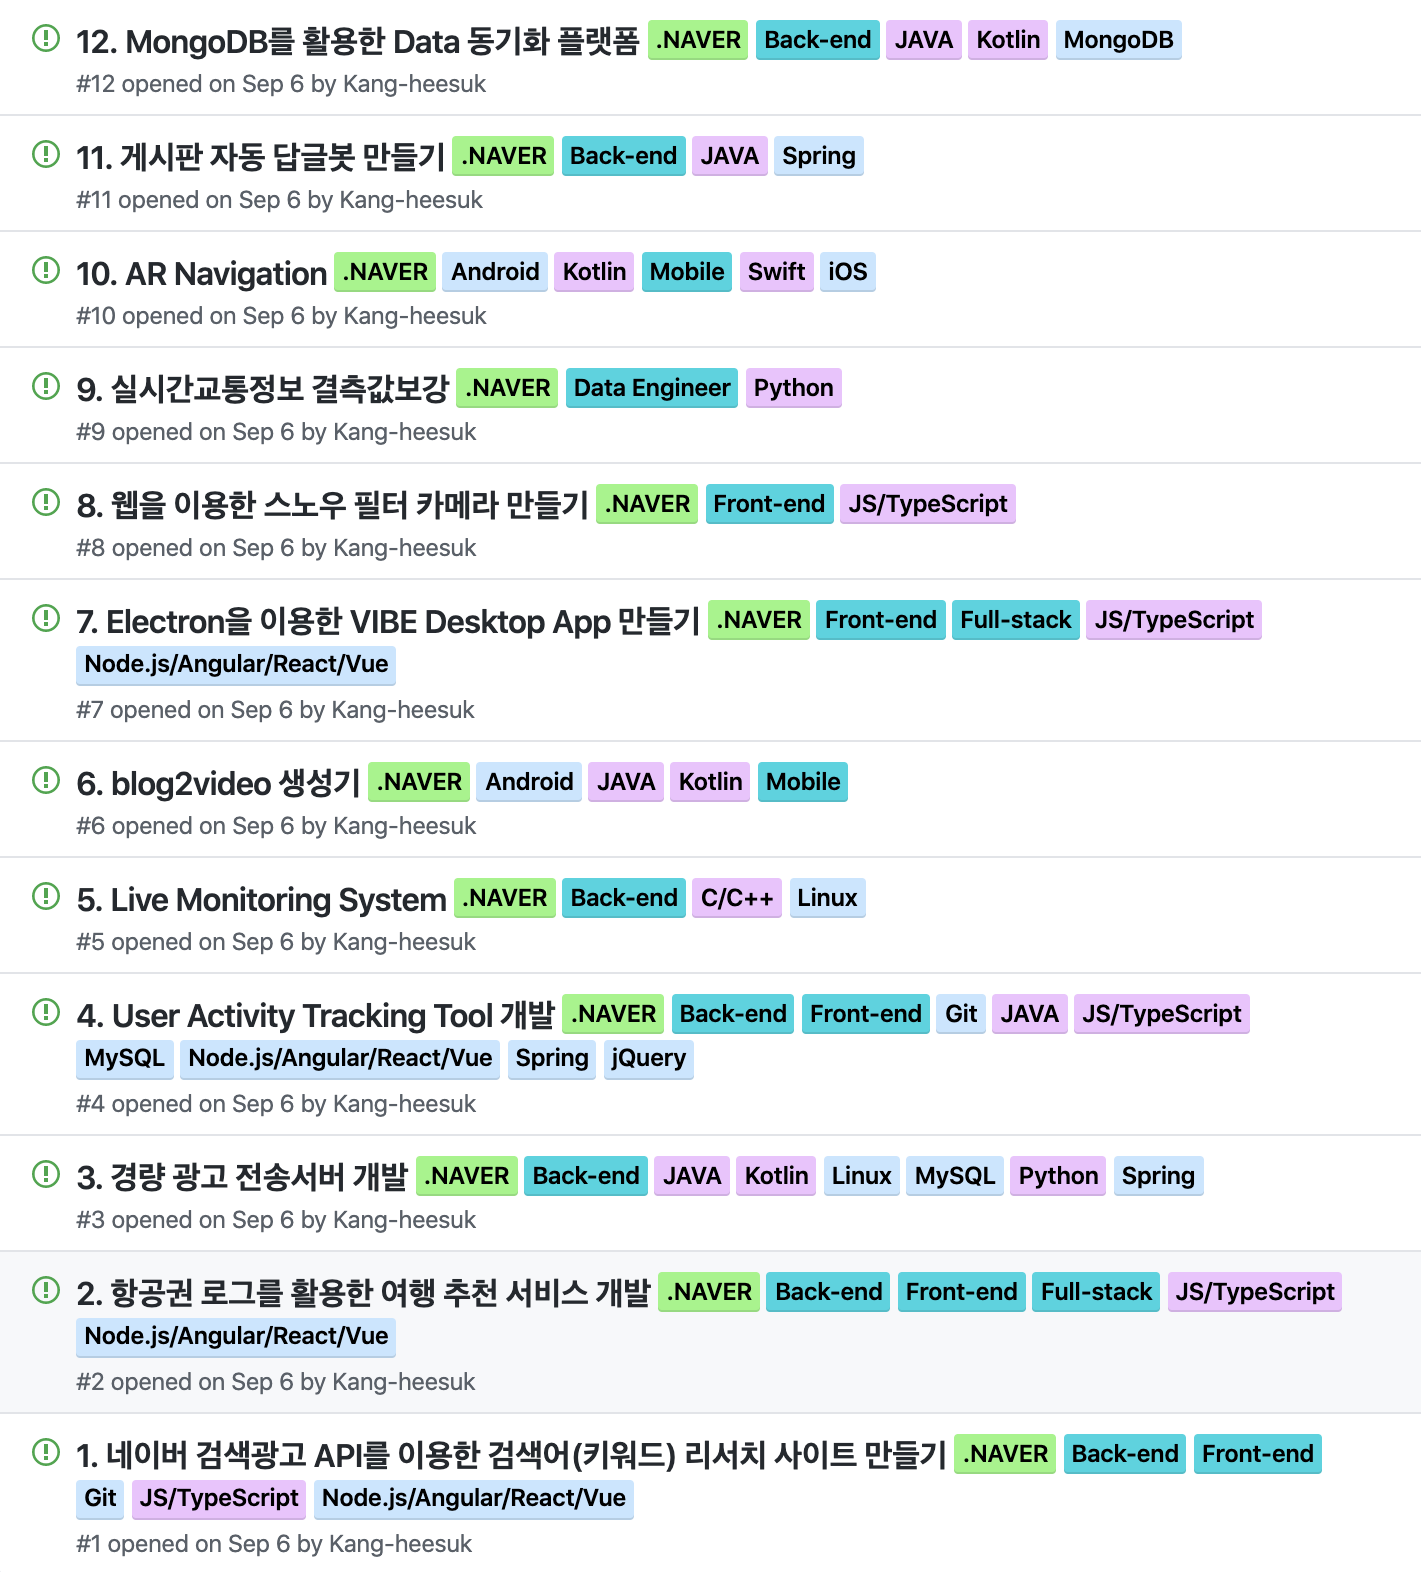 12. MongoDB를 활용한 Data 동기화 플랫폼 .NAVER Back-end JAVA Kotlin MongoDB
#12 opened on Sep 6 by Kang-heesuk
11. 게시판 자동 답글봇 만들기 .NAVER Back-end JAVA Spring
#11 opened on Sep 6 by Kang-heesuk
10. AR Navigation .NAVER Android Kotlin Mobile Swift iOS
#10 opened on Sep 6 by Kang-heesuk
9. 실시간교통정보 결측값보강 .NAVER Data Engineer Python
#9 opened on Sep 6 by Kang-heesuk
8. 웹을 이용한 스노우 필터 카메라 만들기 .NAVER Front-end JS/TypeScript
#8 opened on Sep 6 by Kang-heesuk
7. Electron을 이용한 VIBE Desktop App 만들기 .NAVER Front-end Full-stack JS/TypeScript
Node.js/Angular/React/Vue
#7 opened on Sep 6 by Kang-heesuk
6. blog2video 생성기 .NAVER Android JAVA Kotlin Mobile
#6 opened on Sep 6 by Kang-heesuk
5. Live Monitoring System .NAVER Back-end C/C++ Linux
#5 opened on Sep 6 by Kang-heesuk
4. User Activity Tracking Tool 개발 .NAVER Back-end Front-end Git JAVA JS/TypeScript
MySQL Node.js/Angular/React/Vue Spring jQuery
#4 opened on Sep 6 by Kang-heesuk
3. 경량 광고 전송서버 개발 .NAVER Back-end JAVA Kotlin Linux MySQL Python Spring
#3 opened on Sep 6 by Kang-heesuk
2. 항공권 로그를 활용한 여행 추천 서비스 개발 .NAVER Back-end Front-end Full-stack JS/TypeScript
Node.js/Angular/React/Vue
#2 opened on Sep 6 by Kang-heesuk
1. 네이버 검색광고 API를 이용한 검색어(키워드) 리서치 사이트 만들기 .NAVER Back-end Front-end
Git JS/TypeScript Node.js/Angular/React/Vue
#1 opened on Sep 6 by Kang-heesuk